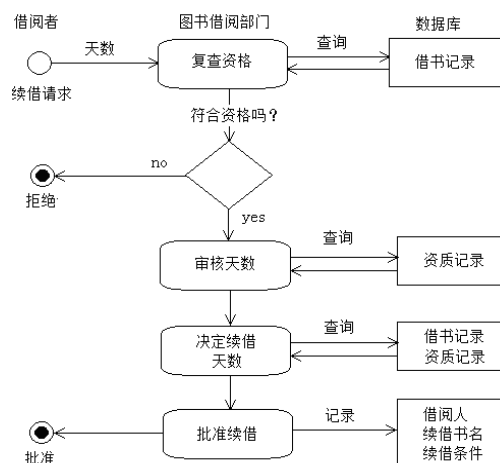 借阅者
图书借阅部门
数据库
天数
复查资格
查询
借书记录
续借请求
符合资格吗？
no
拒绝
yes
审核天数
查询
资质记录
决定续借
天数
查询
借书记录
资质记录
批准续借
记录
借阅人
续借书名
续借条件
批准